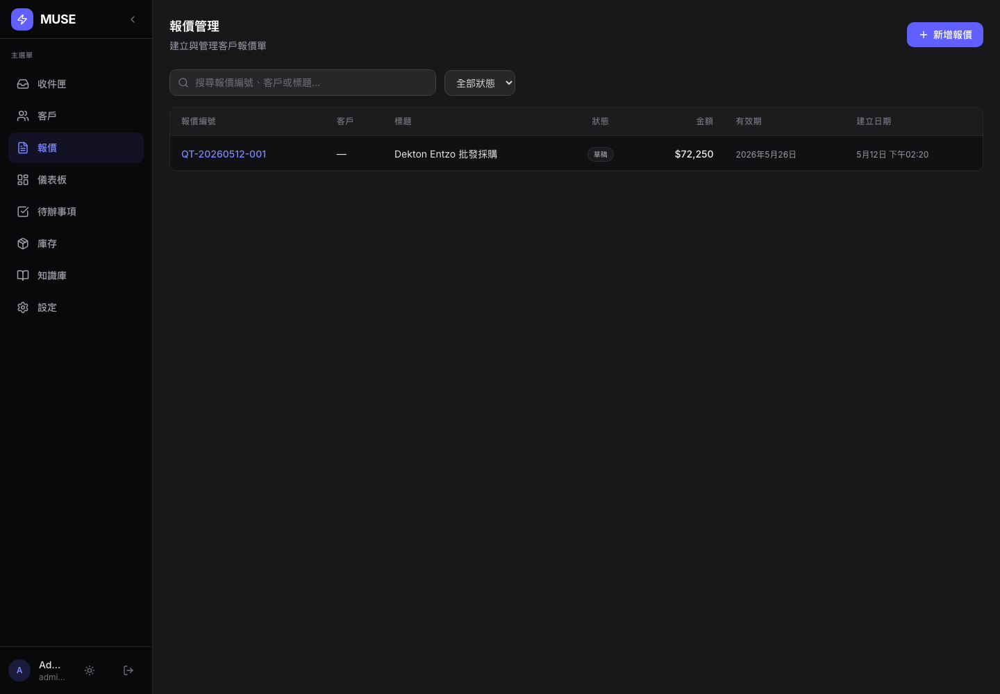 MUSE
主選單
收件匣
客戶
報價
儀表板
待辦事項
庫存
知識庫
設定
A
Ad...
admi...
報價管理
建立與管理客戶報價單
新增報價
搜尋報價編號、客戶或標題...
全部狀態
報價編號 客戶 標題 狀態 金額 有效期 建立日期
QT-20260512-001 — Dekton Entzo 批發採購 草稿 $72,250 2026年5月26日 5月12日 下午02:20